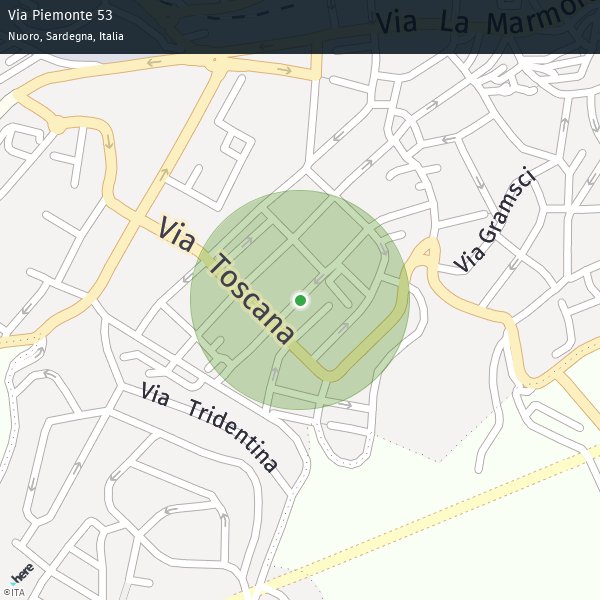 Via Piemonte 53
Nuoro, Sardegna, Italia
Via La Marmora
Via Gramsci
Via Toscana
Via Tridentina
here
©ITA